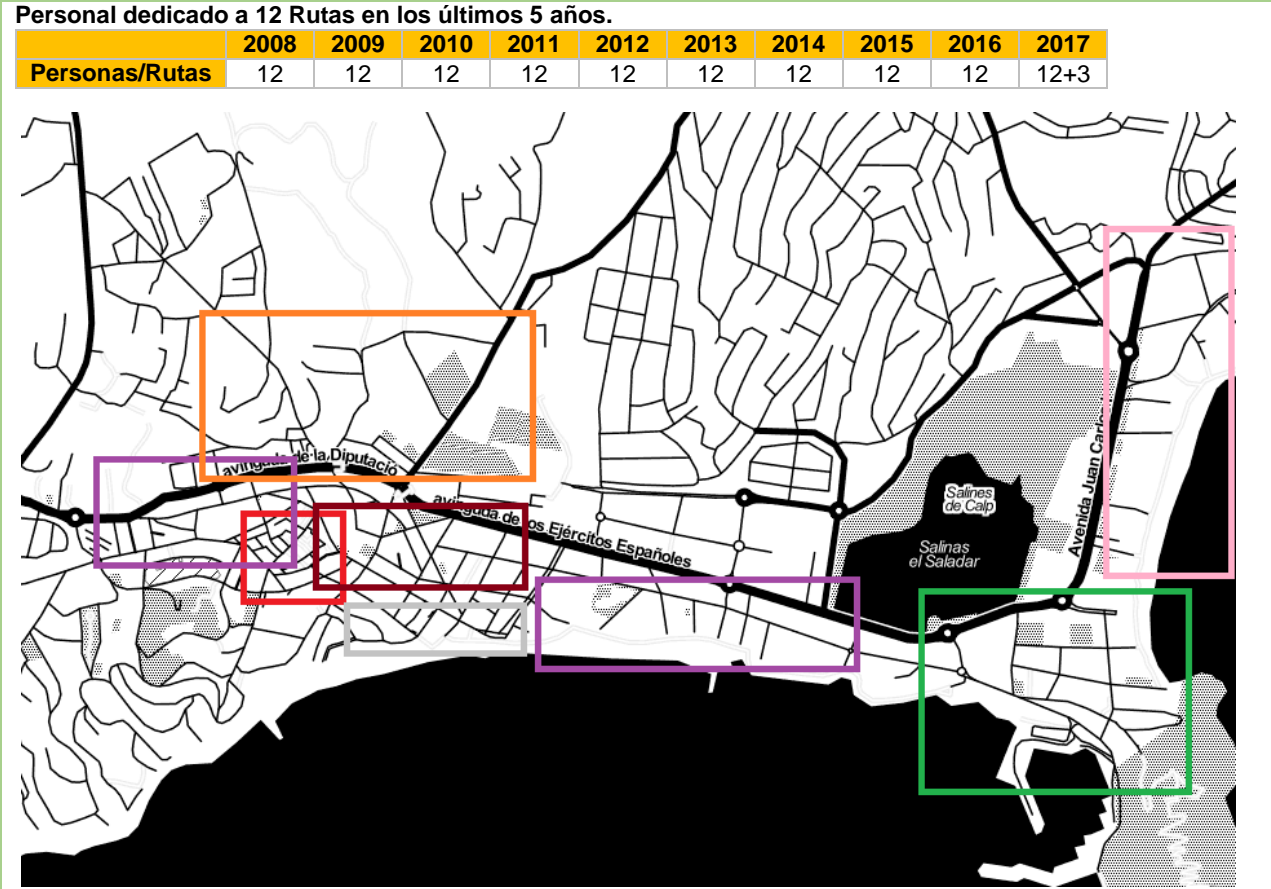 Personal dedicado a 12 Rutas en los últimos 5 años.
2008 2009 2010 2011 2012 2013 2014 2015 2016 2017
Personas/Rutas 12 12 12 12 12 12 12 12 12 12+3
avinguda de la Diputació
avinguda de los Ejércitos Españoles
Salines
de Calp
Salinas
el Saladar
Avenida Juan Carlos